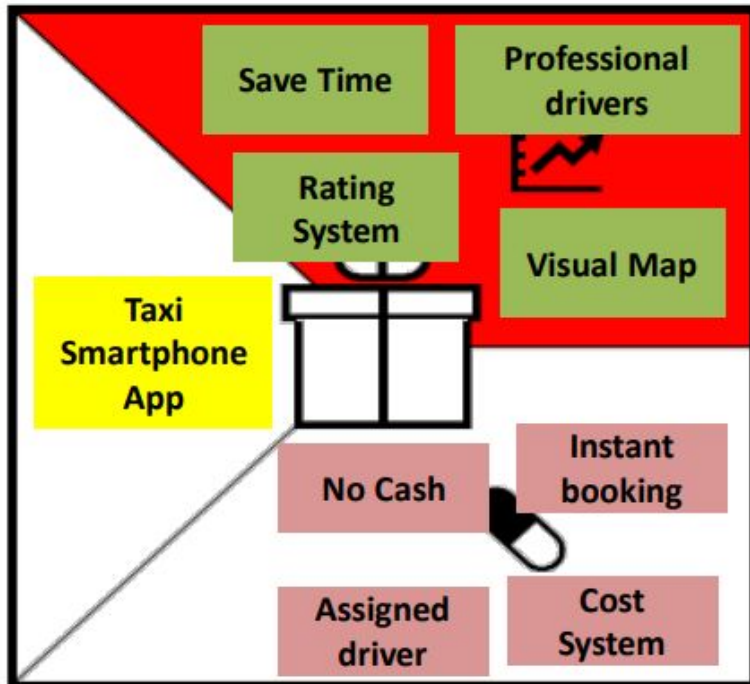 Save Time
Professional
drivers
Rating
System
Visual Map
Taxi
Smartphone
App
No Cash
Instant
booking
Assigned
driver
Cost
System